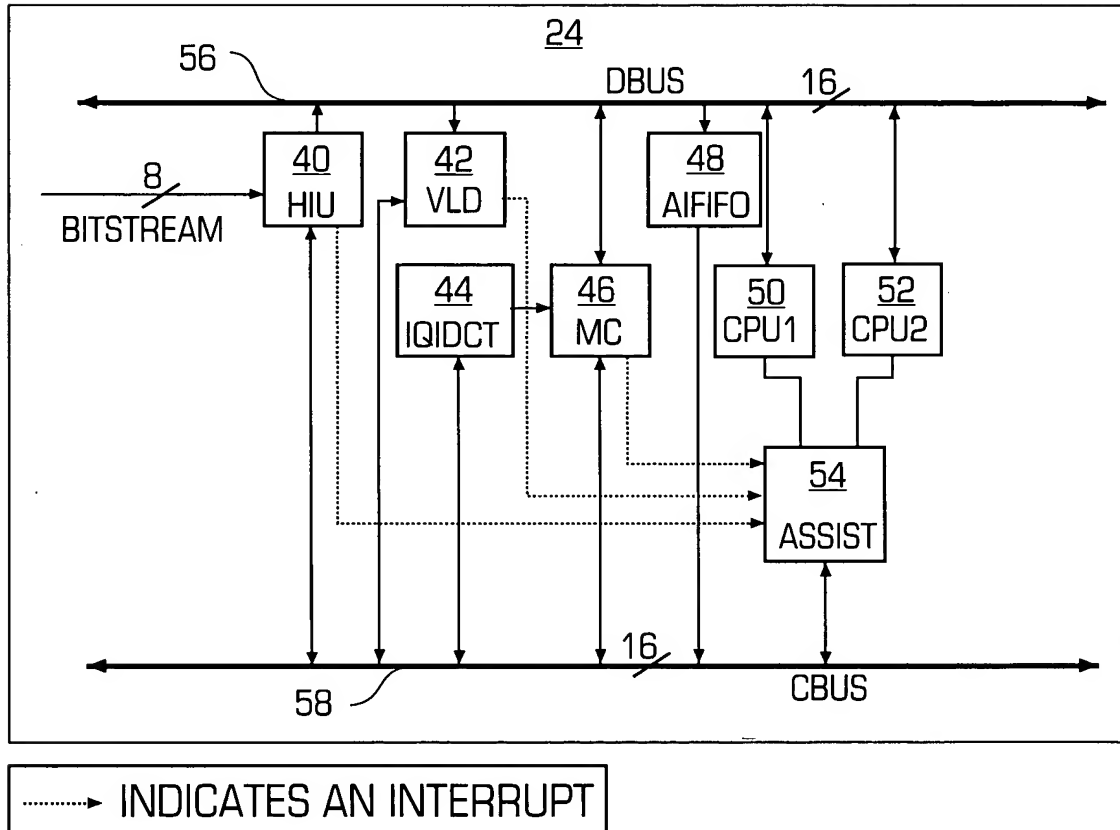 24
56
DBUS
16
40
HIU
42
VLD
48
AIFIFO
8
BITSTREAM
44
IQIDCT
46
MC
50
CPU1
52
CPU2
54
ASSIST
16
58
CBUS
INDICATES AN INTERRUPT